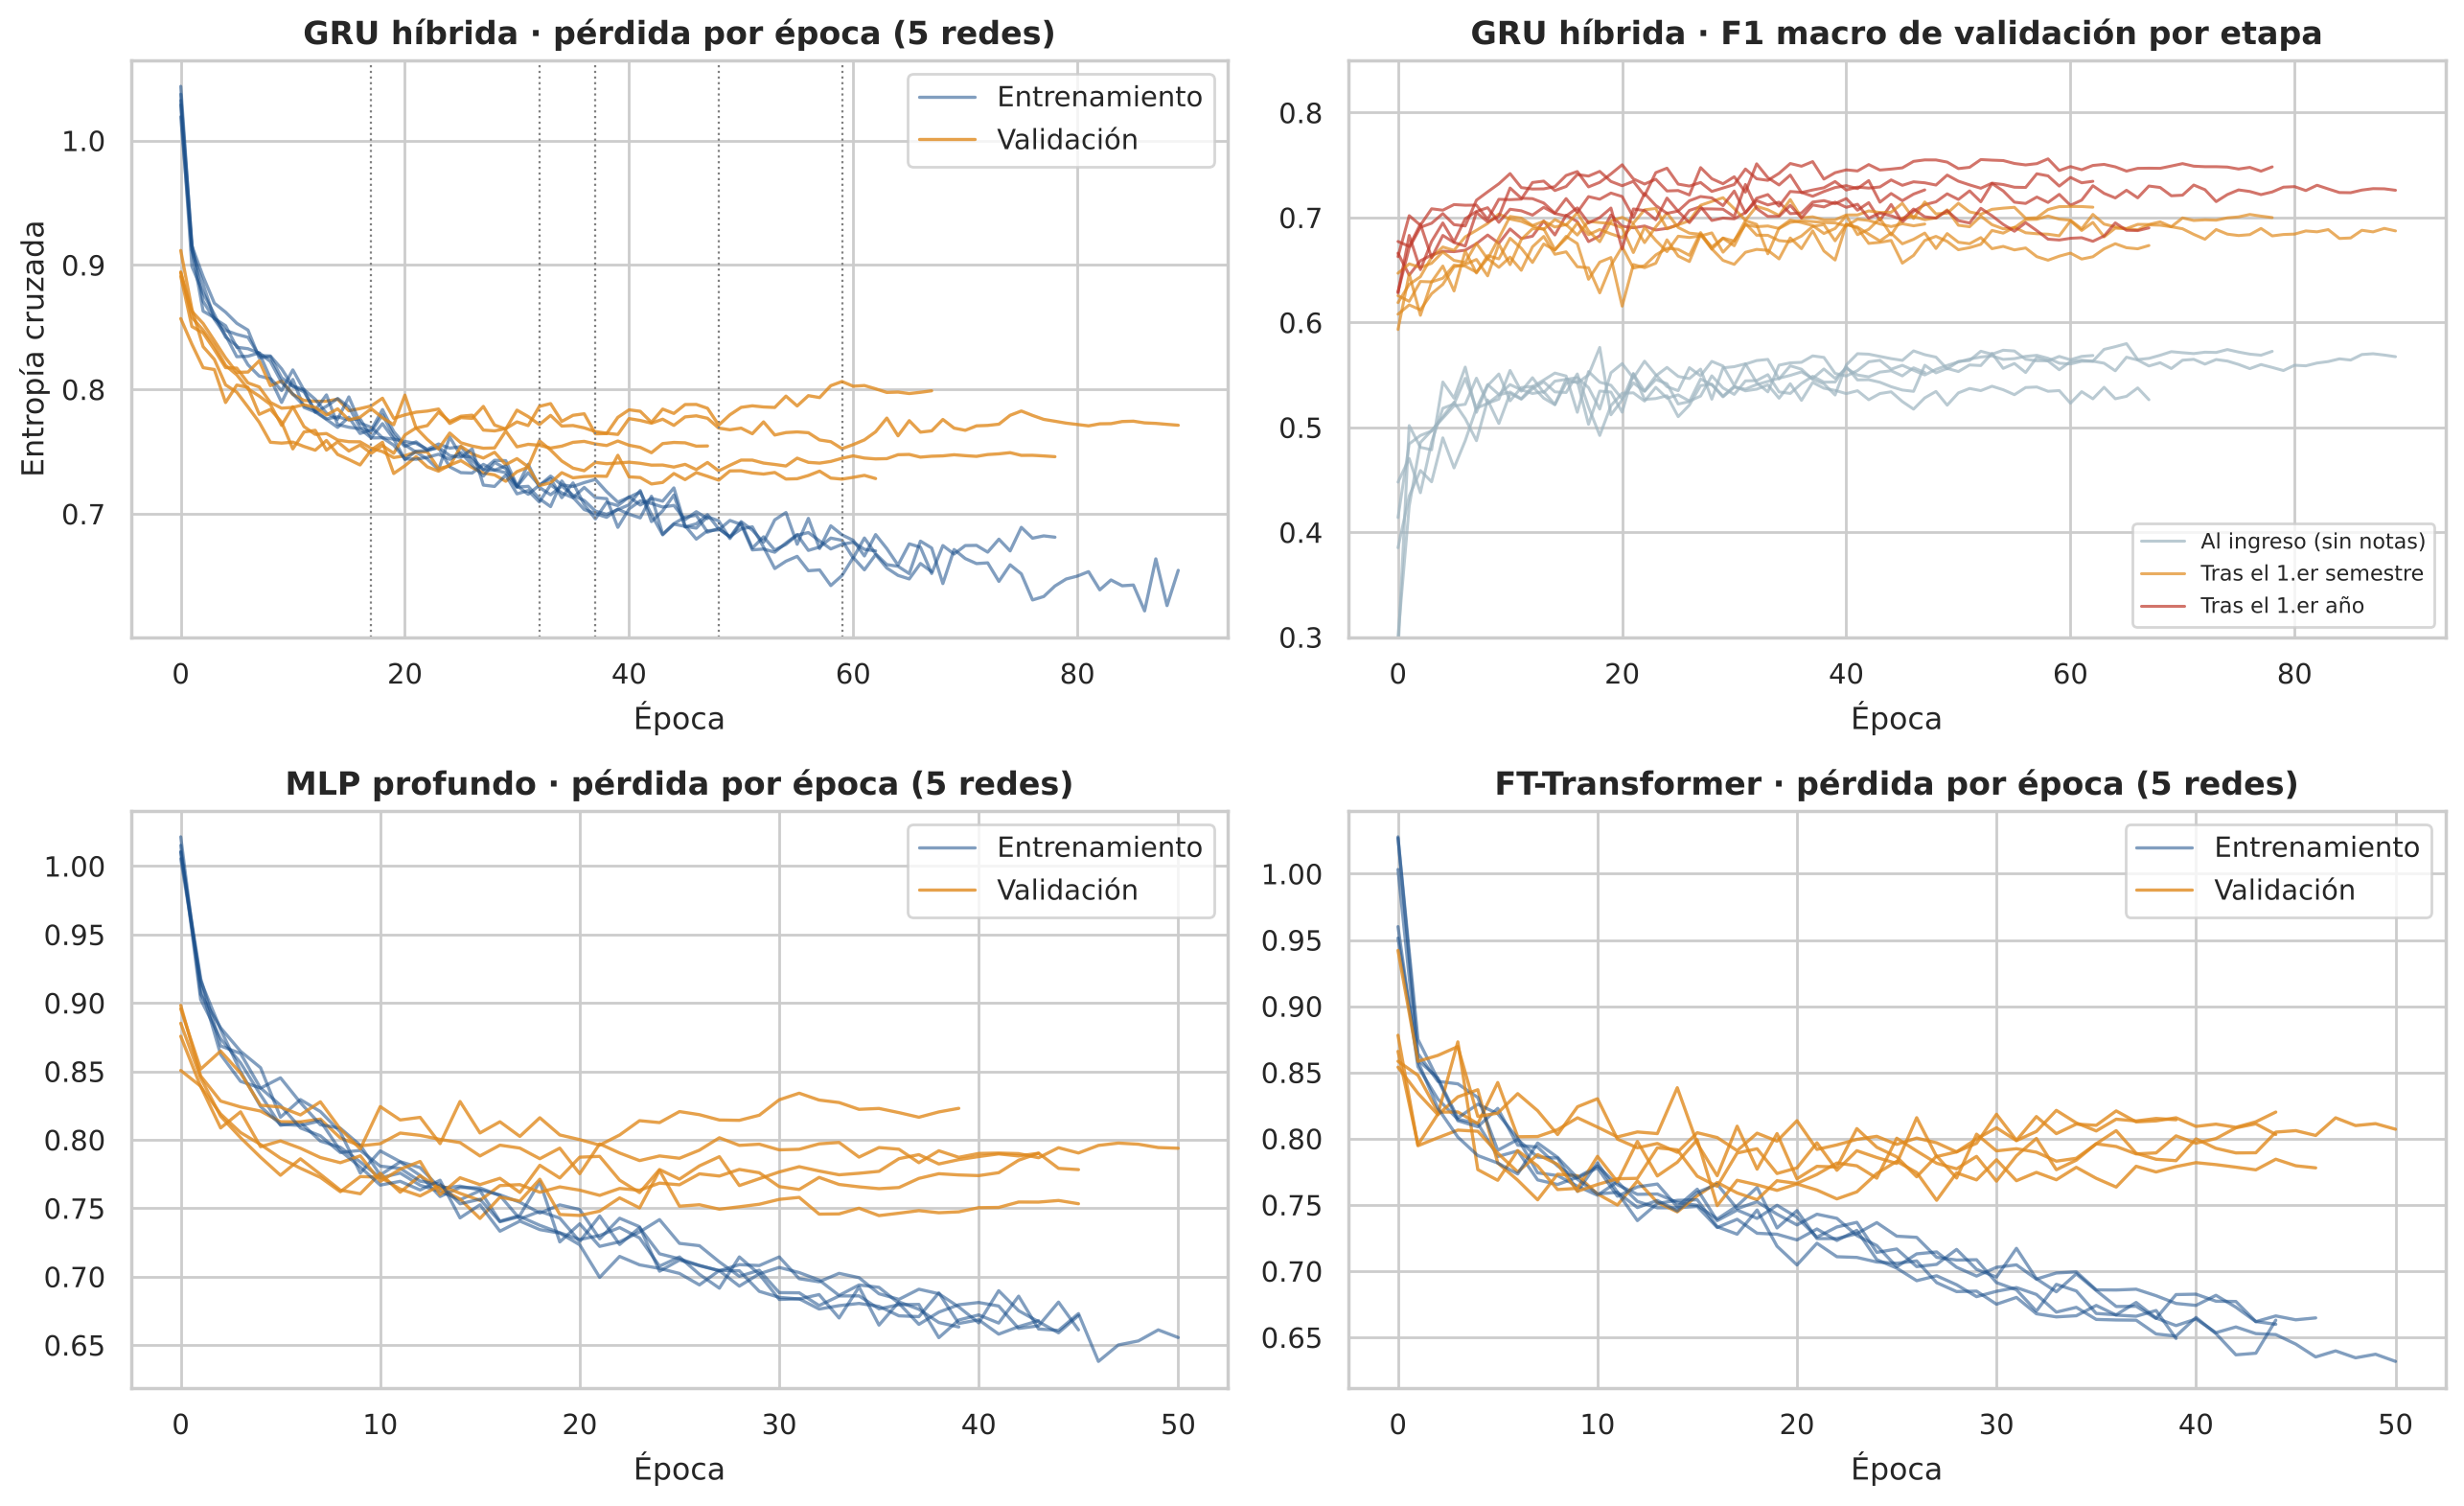 GRU híbrida · pérdida por época (5 redes)
Entropía cruzada
1.0
0.9
0.8
0.7
Entrenamiento
Validación
0 20 40 60 80
Época
GRU híbrida · F1 macro de validación por etapa
0.8
0.7
0.6
0.5
0.4
0.3
Al ingreso (sin notas)
Tras el 1.er semestre
Tras el 1.er año
0 20 40 60 80
Época
MLP profundo · pérdida por época (5 redes)
1.00
0.95
0.90
0.85
0.80
0.75
0.70
0.65
Entrenamiento
Validación
0 10 20 30 40 50
Época
FT-Transformer · pérdida por época (5 redes)
1.00
0.95
0.90
0.85
0.80
0.75
0.70
0.65
Entrenamiento
Validación
0 10 20 30 40 50
Época